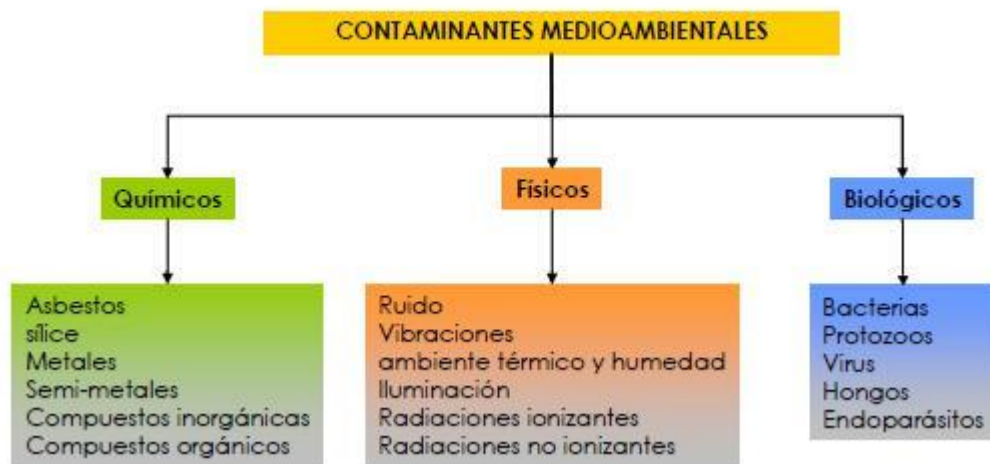 CONTAMINANTES MEDIOAMBIENTALES
Químicos
Físicos
Biológicos
Asbestos
sílice
Metales
Semi-metales
Compuestos inorgánicas
Compuestos orgánicos
Ruido
Vibraciones
ambiente térmico y humedad
Iluminación
Radiaciones ionizantes
Radiaciones no ionizantes
Bacterias
Protozoos
Virus
Hongos
Endoparásitos